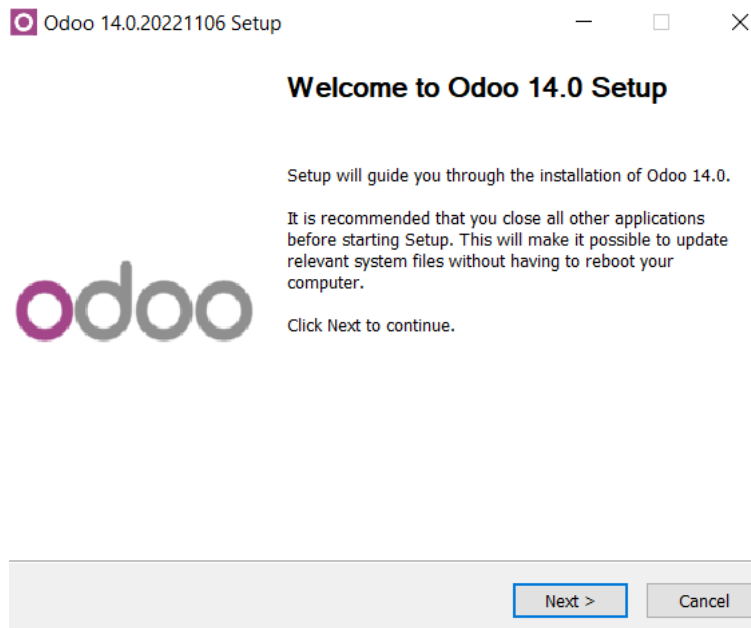 Odoo 14.0.20221106 Setup
Welcome to Odoo 14.0 Setup
Setup will guide you through the installation of Odoo 14.0.
It is recommended that you close all other applications
before starting Setup. This will make it possible to update
relevant system files without having to reboot your
computer.
odoo
Click Next to continue.
Next >
Cancel